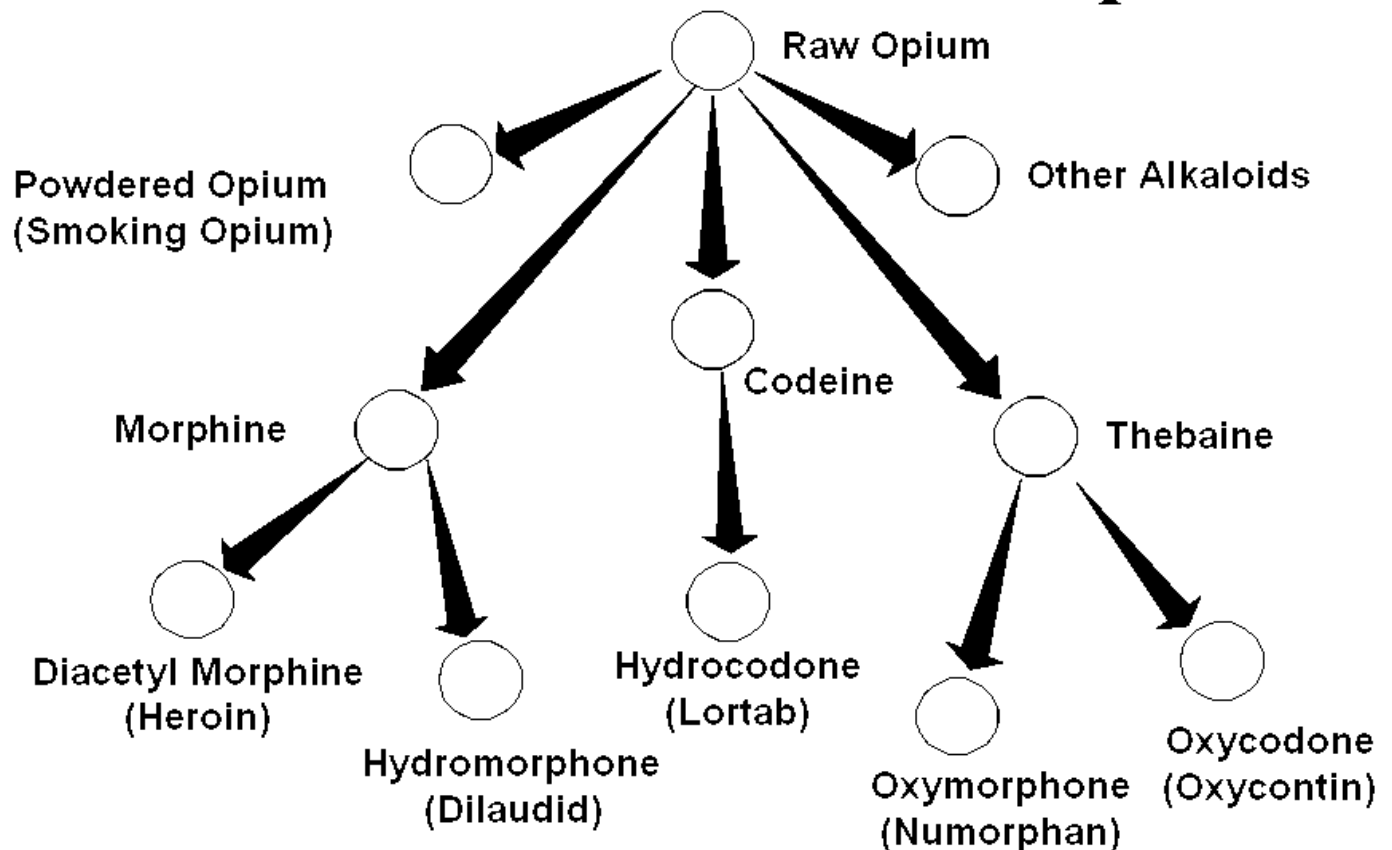 Raw Opium
Powdered Opium
(Smoking Opium)
Other Alkaloids
Codeine
Morphine
Thebaine
Diacetyl Morphine
(Heroin)
Hydromorphone
(Dilaudid)
Hydrocodone
(Lortab)
Oxymorphone
(Numorphan)
Oxycodone
(Oxycontin)